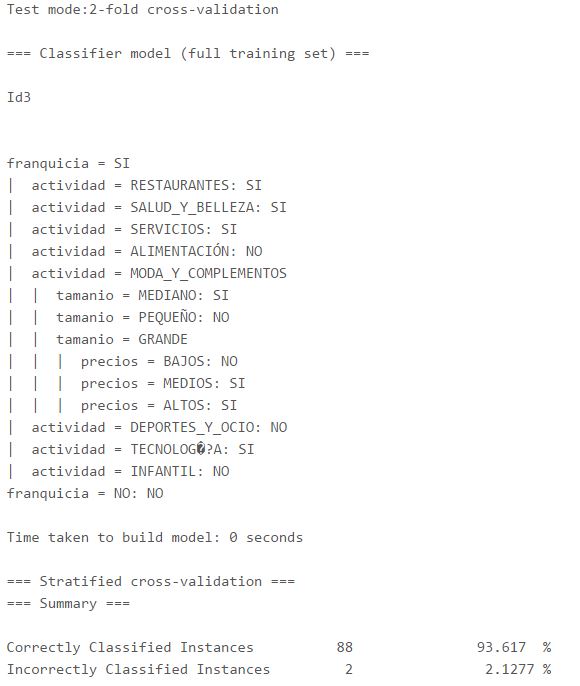 Test mode:2-fold cross-validation
=== Classifier model (full training set) ===
Id3
franquicia = SI
|  actividad = RESTAURANTES: SI
|  actividad = SALUD_Y_BELLEZA: SI
|  actividad = SERVICIOS: SI
|  actividad = ALIMENTACIÓN: NO
|  actividad = MODA_Y_COMPLEMENTOS
|  |  tamanio = MEDIANO: SI
|  |  tamanio = PEQUEÑO: NO
|  |  tamanio = GRANDE
|  |  |  precios = BAJOS: NO
|  |  |  precios = MEDIOS: SI
|  |  |  precios = ALTOS: SI
|  actividad = DEPORTES_Y_OCIO: NO
|  actividad = TECNOLOG�?A: SI
|  actividad = INFANTIL: NO
franquicia = NO: NO
Time taken to build model: 0 seconds
=== Stratified cross-validation ===
=== Summary ===
Correctly Classified Instances          88               93.617  %
Incorrectly Classified Instances         2                2.1277 %